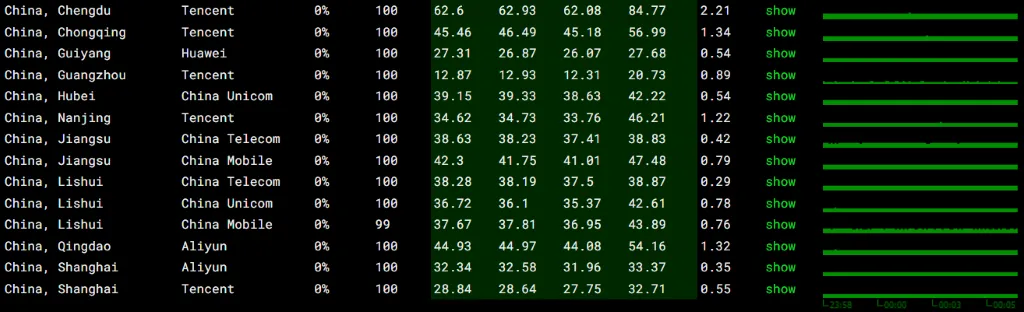 China, Chengdu Tencent 0% 100 62.6 62.93 62.08 84.77 2.21 show
China, Chongqing Tencent 0% 100 45.46 46.49 45.18 56.99 1.34 show
China, Guiyang Huawei 0% 100 27.31 26.87 26.07 27.68 0.54 show
China, Guangzhou Tencent 0% 100 12.87 12.93 12.31 20.73 0.89 show
China, Hubei China Unicom 0% 100 39.15 39.33 38.63 42.22 0.54 show
China, Nanjing Tencent 0% 100 34.62 34.73 33.76 46.21 1.22 show
China, Jiangsu China Telecom 0% 100 38.63 38.23 37.41 38.83 0.42 show
China, Jiangsu China Mobile 0% 100 42.3 41.75 41.01 47.48 0.79 show
China, Lishui China Telecom 0% 100 38.28 38.19 37.5 38.87 0.29 show
China, Lishui China Unicom 0% 100 36.72 36.1 35.37 42.61 0.78 show
China, Lishui China Mobile 0% 99 37.67 37.81 36.95 43.89 0.76 show
China, Qingdao Aliyun 0% 100 44.93 44.97 44.08 54.16 1.32 show
China, Shanghai Aliyun 0% 100 32.34 32.58 31.96 33.37 0.35 show
China, Shanghai Tencent 0% 100 28.84 28.64 27.75 32.71 0.55 show
23:58 00:00 00:03 00:05